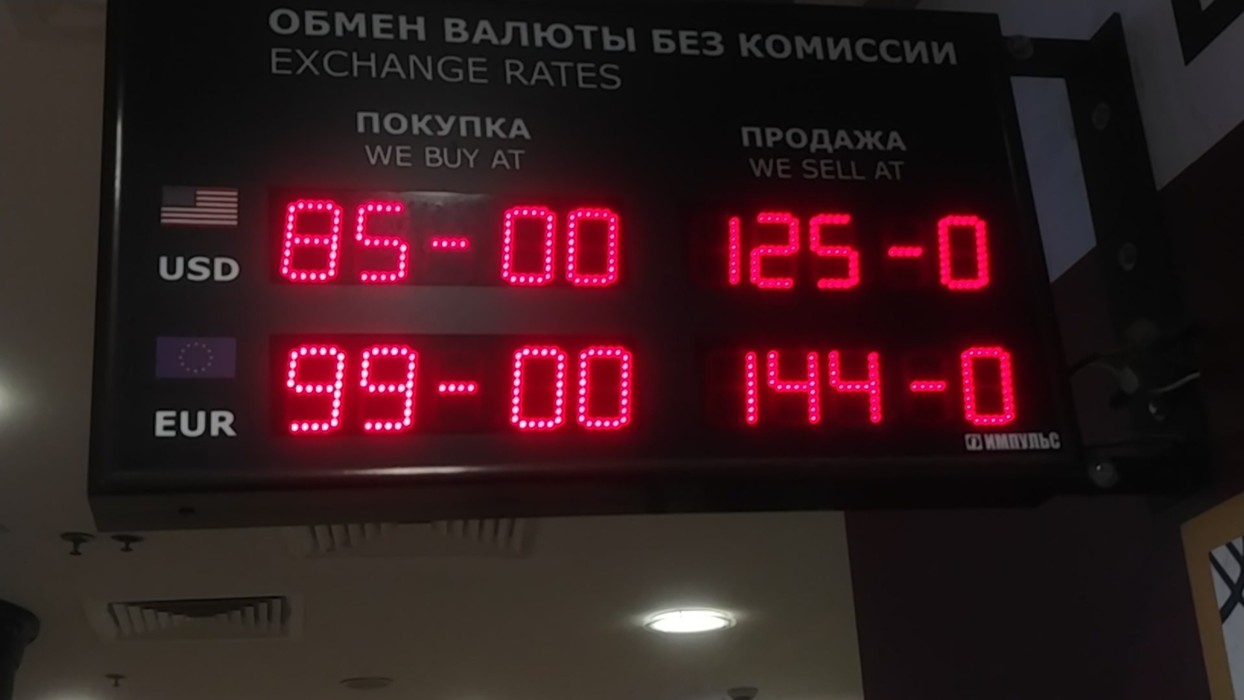 ОБМЕН ВАЛЮТЫ БЕЗ КОМИССИИ
EXCHANGE RATES
ПОКУПКА ПРОДАЖА
WE BUY AT WE SELL AT
USD 85-00 125-0
EUR 99-00 144-0
ИМПУЛЬС